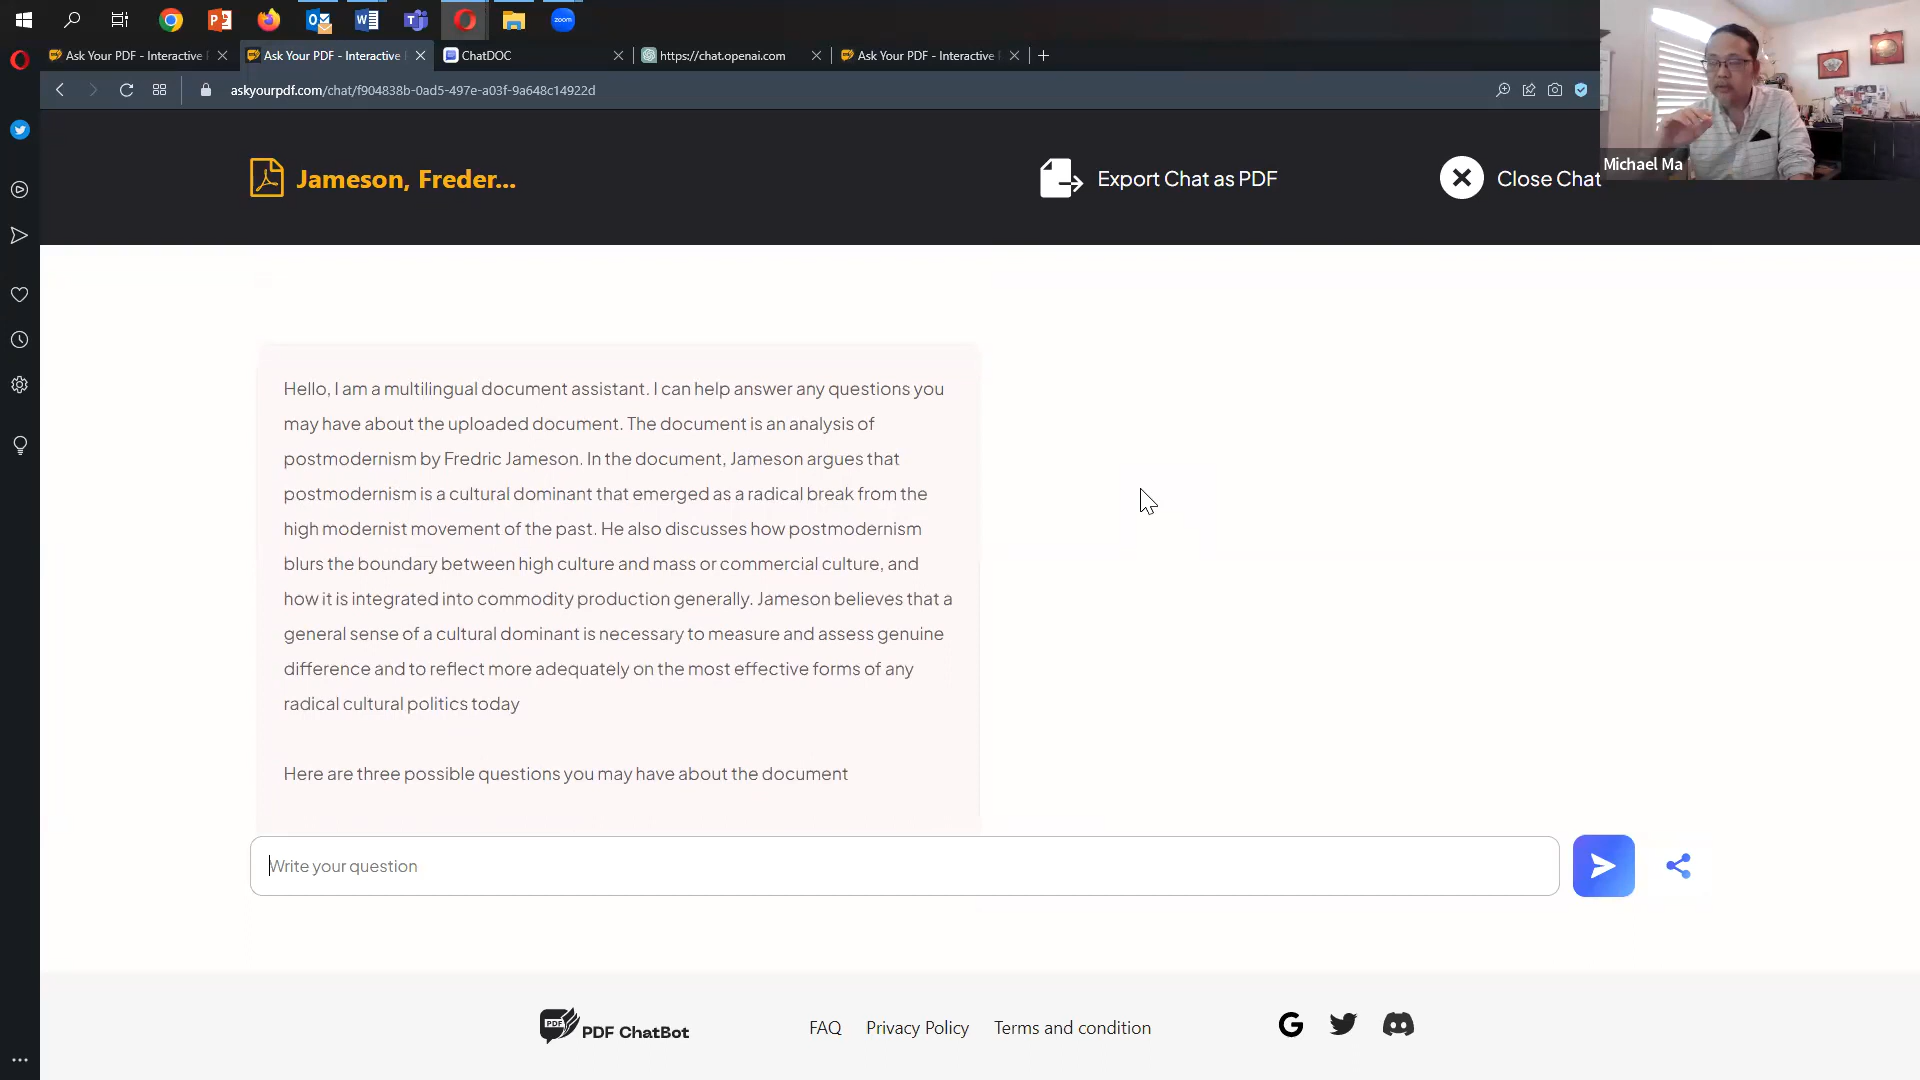 zoom
Ask Your PDF - Interactive
Ask Your PDF - Interactive
ChatDOC
https://chat.openai.com
Ask Your PDF - Interactive
askyourpdf.com/chat/f904838b-0ad5-497e-a03f-9a648c14922d
Michael Ma
Jameson, Freder...
Export Chat as PDF
Close Chat
Hello, I am a multilingual document assistant. I can help answer any questions you
may have about the uploaded document. The document is an analysis of
postmodernism by Fredric Jameson. In the document, Jameson argues that
postmodernism is a cultural dominant that emerged as a radical break from the
high modernist movement of the past. He also discusses how postmodernism
blurs the boundary between high culture and mass or commercial culture, and
how it is integrated into commodity production generally. Jameson believes that a
general sense of a cultural dominant is necessary to measure and assess genuine
difference and to reflect more adequately on the most effective forms of any
radical cultural politics today
Here are three possible questions you may have about the document
Write your question
PDF
PDF ChatBot
FAQ
Privacy Policy
Terms and condition